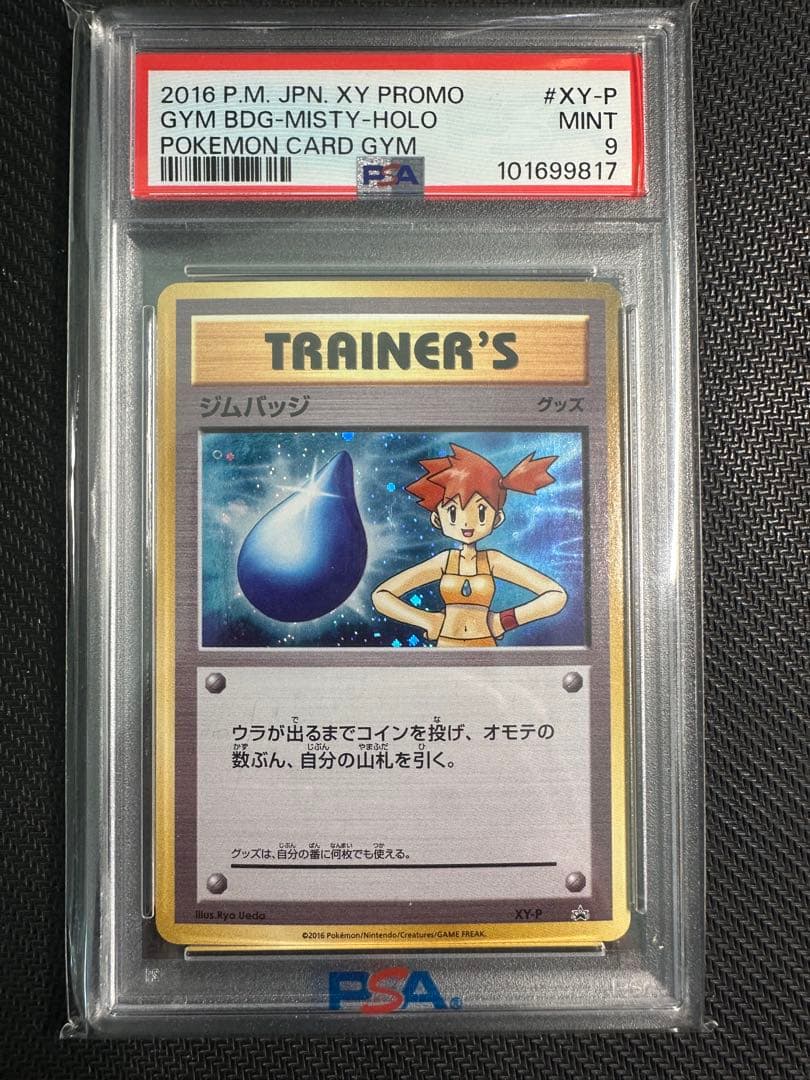 2016 P.M. JPN. XY PROMO #XY-P
GYM BDG-MISTY-HOLO MINT
POKEMON CARD GYM 9
PSA 101699817
TRAINER'S
ジムバッジ グッズ
ウラが出るまでコインを投げ、オモテの
数ぶん、自分の山札を引く。
グッズは、自分の番に何枚でも使える。
Illus.Ryo Ueda XY-P
©2016 Pokémon/Nintendo/Creatures/GAME FREAK.
PSA®